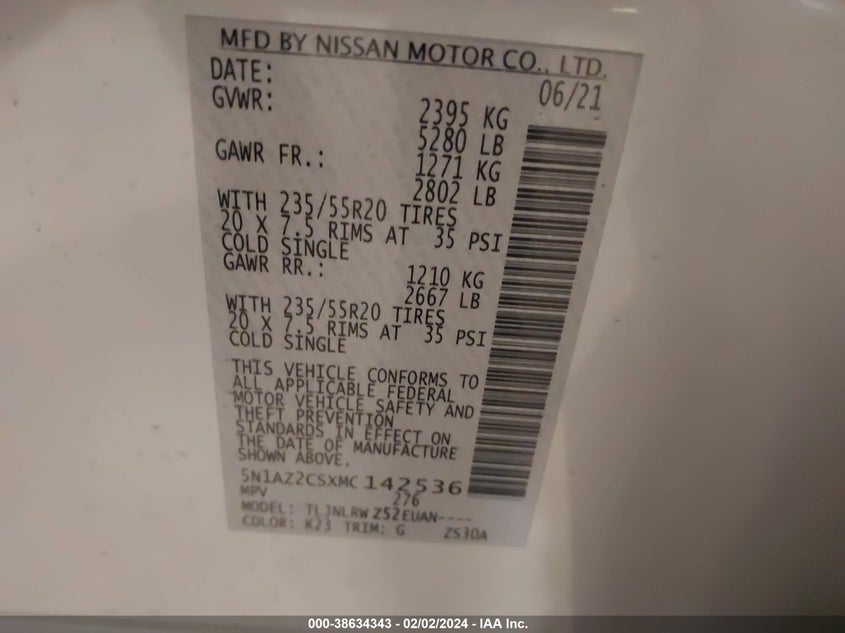 MFD BY NISSAN MOTOR CO., LTD.
DATE: 06/21
GVWR: 2395 KG
5280 LB
GAWR FR.: 1271 KG
2802 LB
WITH 235/55R20 TIRES
20 X 7.5 RIMS AT 35 PSI
COLD SINGLE
GAWR RR.: 1210 KG
2667 LB
WITH 235/55R20 TIRES
20 X 7.5 RIMS AT 35 PSI
COLD SINGLE
THIS VEHICLE CONFORMS TO
ALL APPLICABLE FEDERAL
MOTOR VEHICLE SAFETY AND
THEFT PREVENTION
STANDARDS IN EFFECT ON
THE DATE OF MANUFACTURE
SHOWN ABOVE.
5N1AZ2CSXMC142536
MPV 276
MODEL: TLJNLRWZ52EUAN----
COLOR: K23 TRIM: G ZS30A
000-38634343 - 02/02/2024 - IAA Inc.